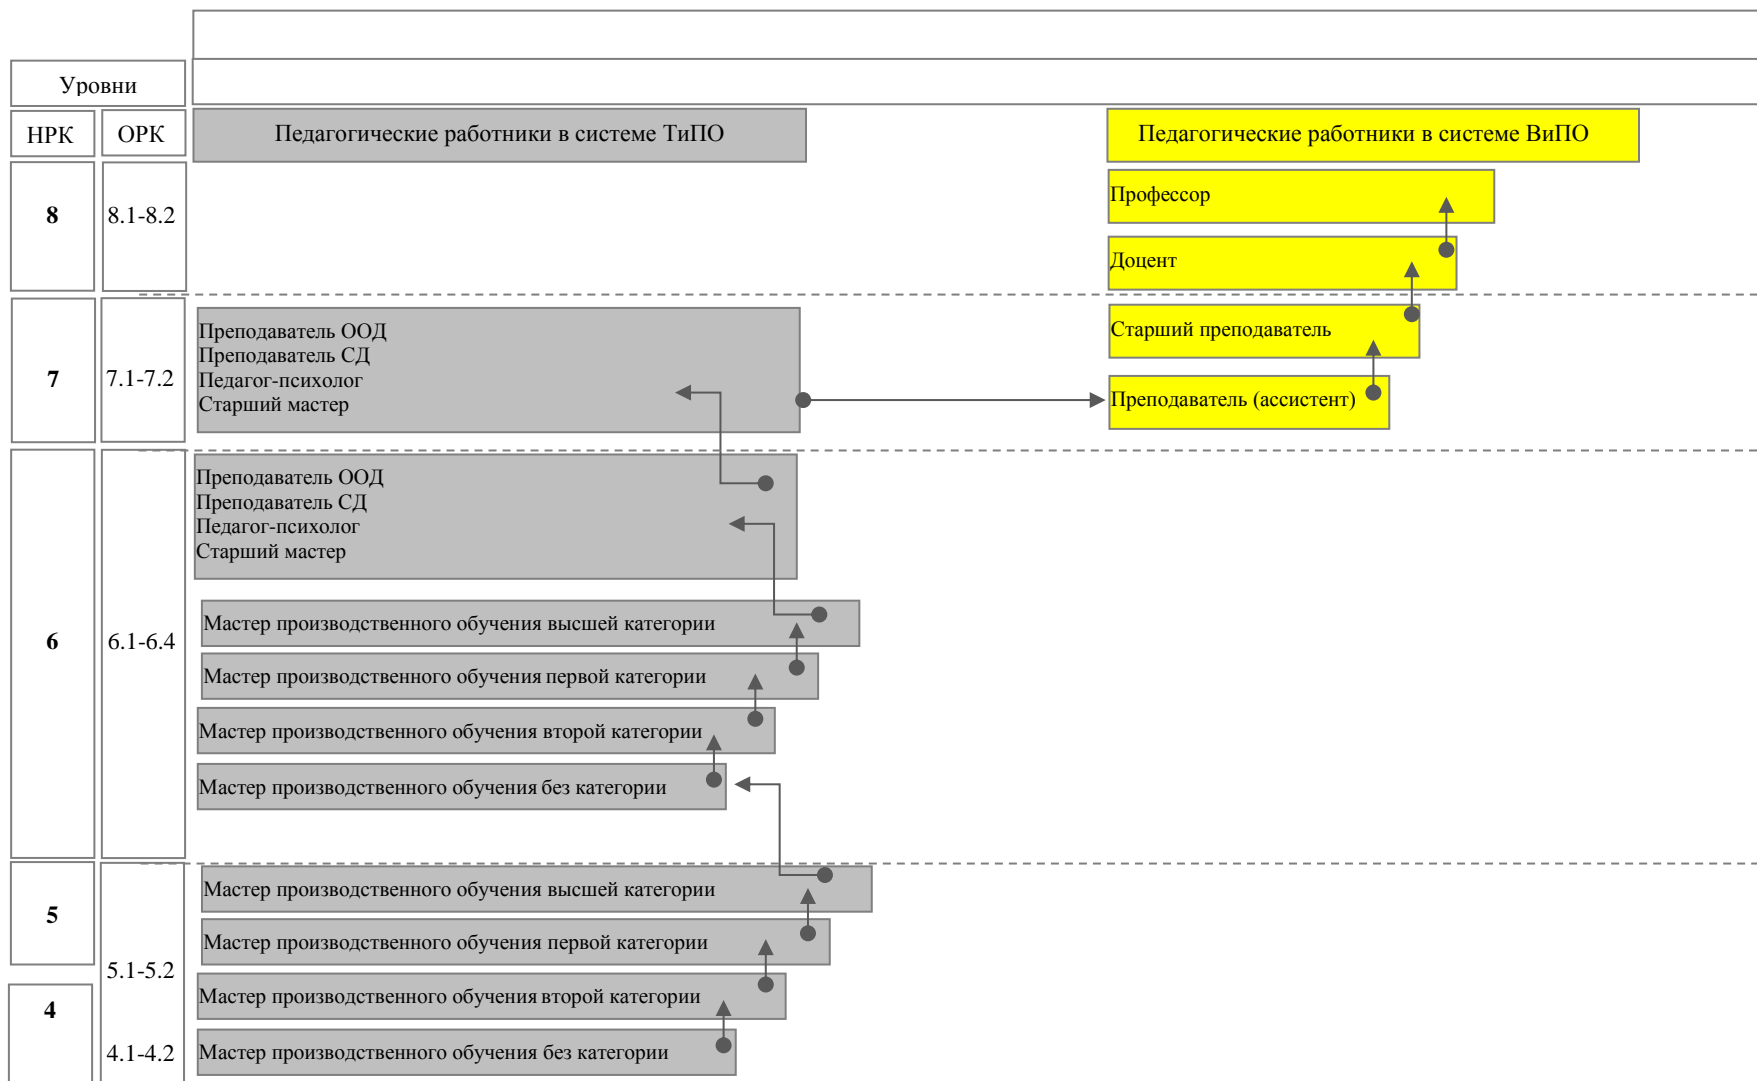 Уровни
НРК
ОРК
Педагогические работники в системе ТиПО
Педагогические работники в системе ВиПО
8
8.1-8.2
Профессор
Доцент
7
7.1-7.2
Преподаватель ООД
Преподаватель СД
Педагог-психолог
Старший мастер
Старший преподаватель
Преподаватель (ассистент)
6
6.1-6.4
Преподаватель ООД
Преподаватель СД
Педагог-психолог
Старший мастер
Мастер производственного обучения высшей категории
Мастер производственного обучения первой категории
Мастер производственного обучения второй категории
Мастер производственного обучения без категории
5
5.1-5.2
Мастер производственного обучения высшей категории
Мастер производственного обучения первой категории
4
4.1-4.2
Мастер производственного обучения второй категории
Мастер производственного обучения без категории